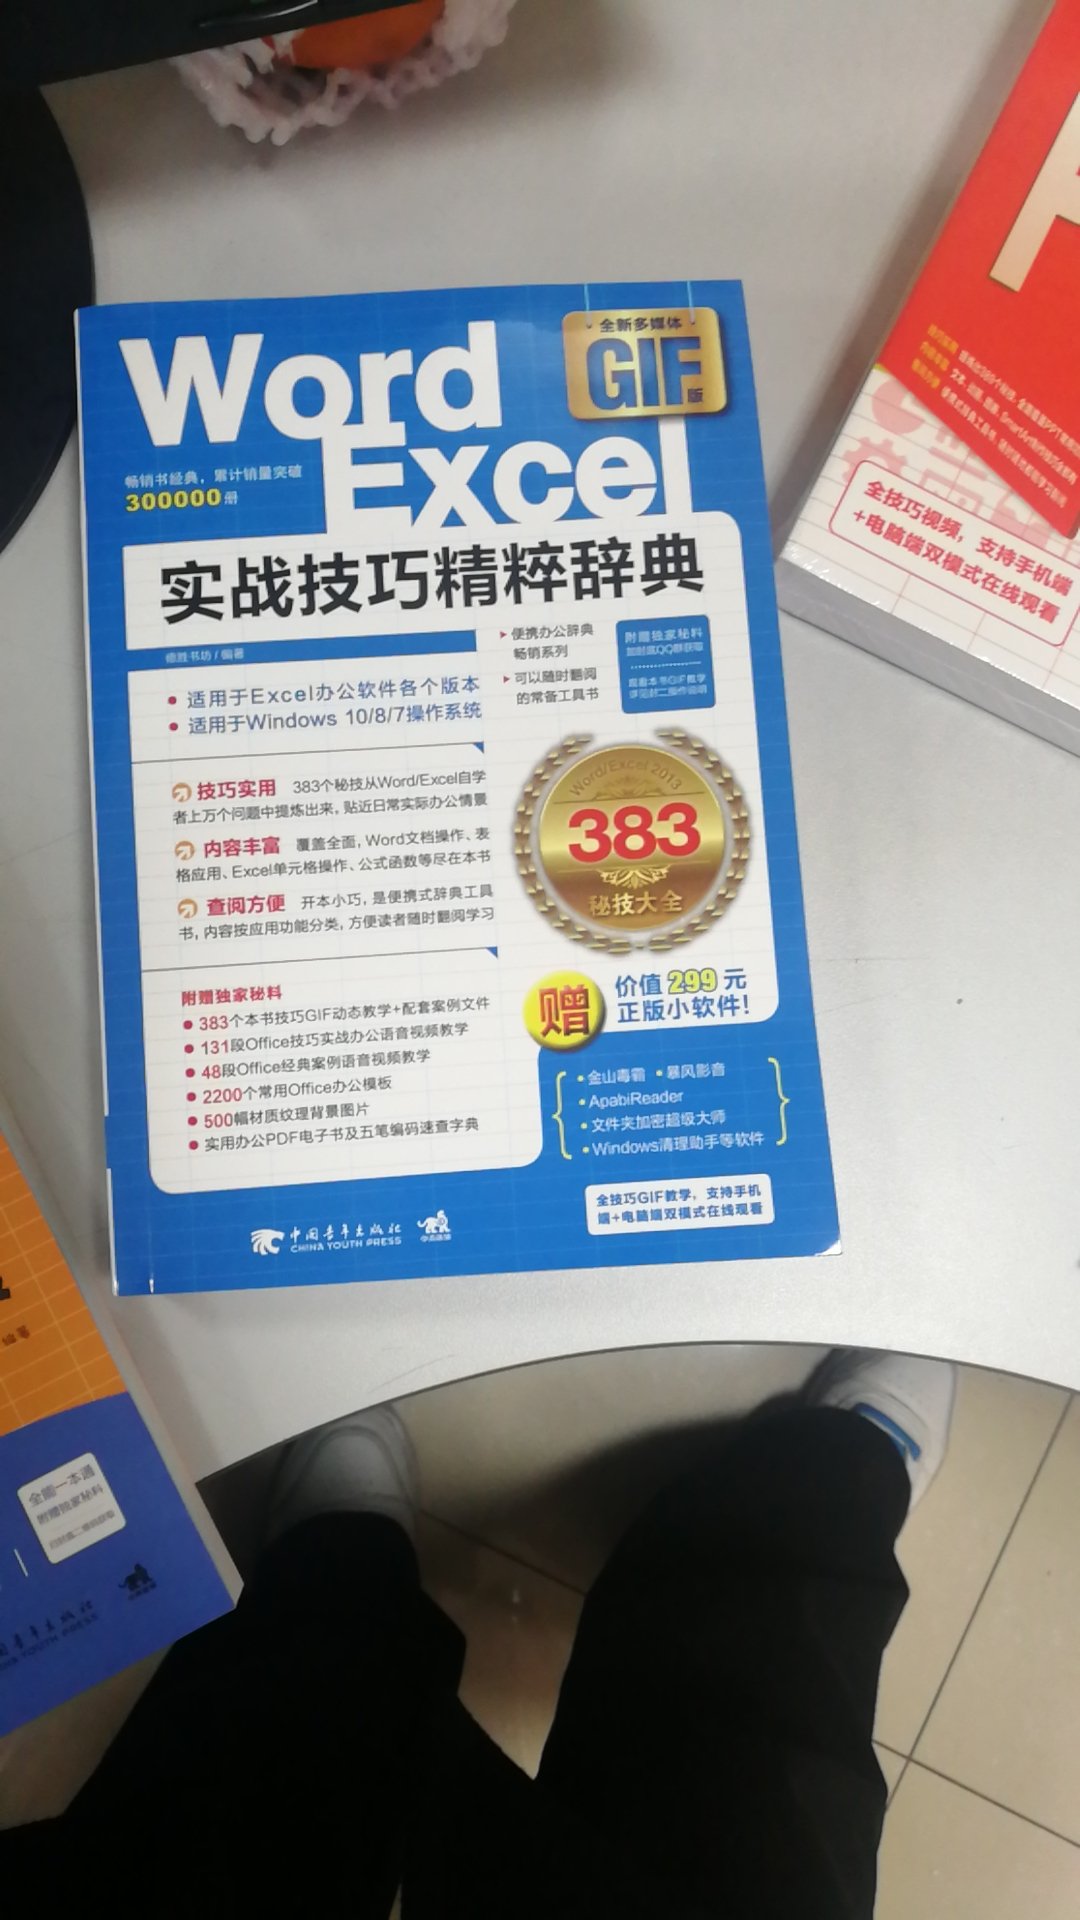 Word
Excel
全新多媒体
GIF版
畅销书经典，累计销量突破
300000册
实战技巧精粹辞典
德胜书坊 / 编著
▸ 便携办公辞典
畅销系列
▸ 可以随时翻阅
的常备工具书
附赠独家秘料
• 适用于Excel办公软件各个版本
• 适用于Windows 10/8/7操作系统
技巧实用 383个秘技从Word/Excel自学
者上万个问题中提炼出来，贴近日常实际办公情景
内容丰富 覆盖全面，Word文档操作、表
格应用、Excel单元格操作、公式函数等尽在本书
查阅方便 开本小巧，是便携式辞典工具
书，内容按应用功能分类，方便读者随时翻阅学习
Word/Excel 2013
383
秘技大全
附赠独家秘料
• 383个本书技巧GIF动态教学+配套案例文件
• 131段Office技巧实战办公语音视频教学
• 48段Office经典案例语音视频教学
• 2200个常用Office办公模板
• 500幅材质纹理背景图片
• 实用办公PDF电子书及五笔编码速查字典
赠
价值299元
正版小软件！
• 金山毒霸 • 暴风影音
• ApabiReader
• 文件夹加密超级大师
• Windows清理助手等软件
全技巧GIF教学，支持手机
端+电脑端双模式在线观看
中国青年出版社
CHINA YOUTH PRESS
全技巧视频，支持手机端
+电脑端双模式在线观看
全能一本通
附赠独家秘料